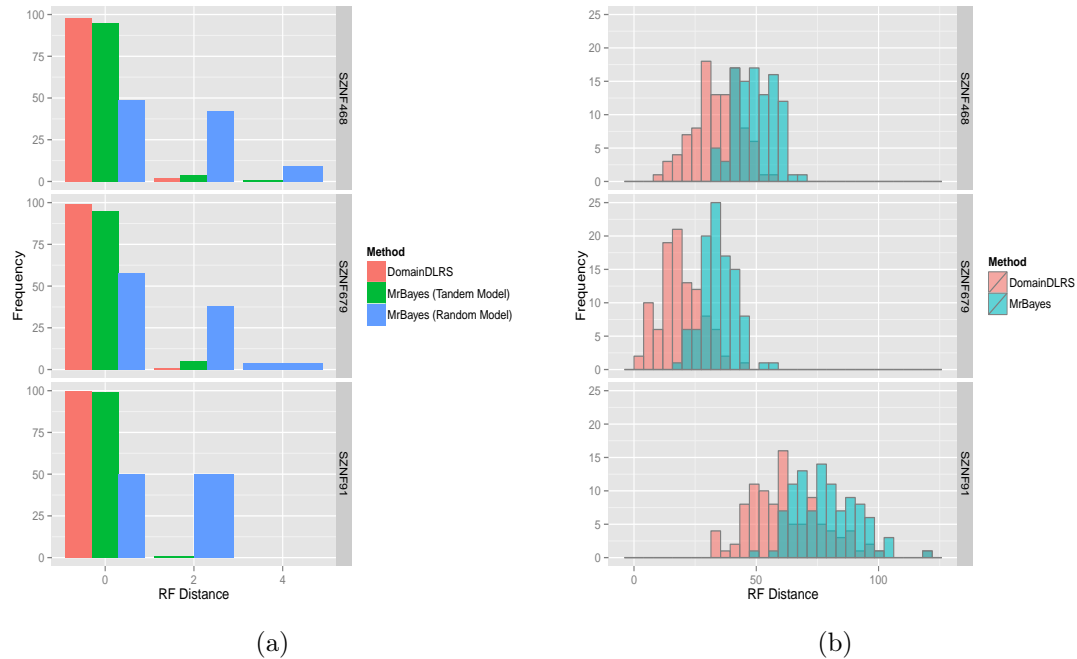 100
75
50
25
0
SZNF468
100
75
50
25
0
SZNF679
100
75
50
25
0
SZNF91
0 2 4
RF Distance
Frequency
Method
DomainDLRS
MrBayes (Tandem Model)
MrBayes (Random Model)
(a)
25
20
15
10
5
0
SZNF468
25
20
15
10
5
0
SZNF679
25
20
15
10
5
0
SZNF91
0 50 100
RF Distance
Frequency
Method
DomainDLRS
MrBayes
(b)